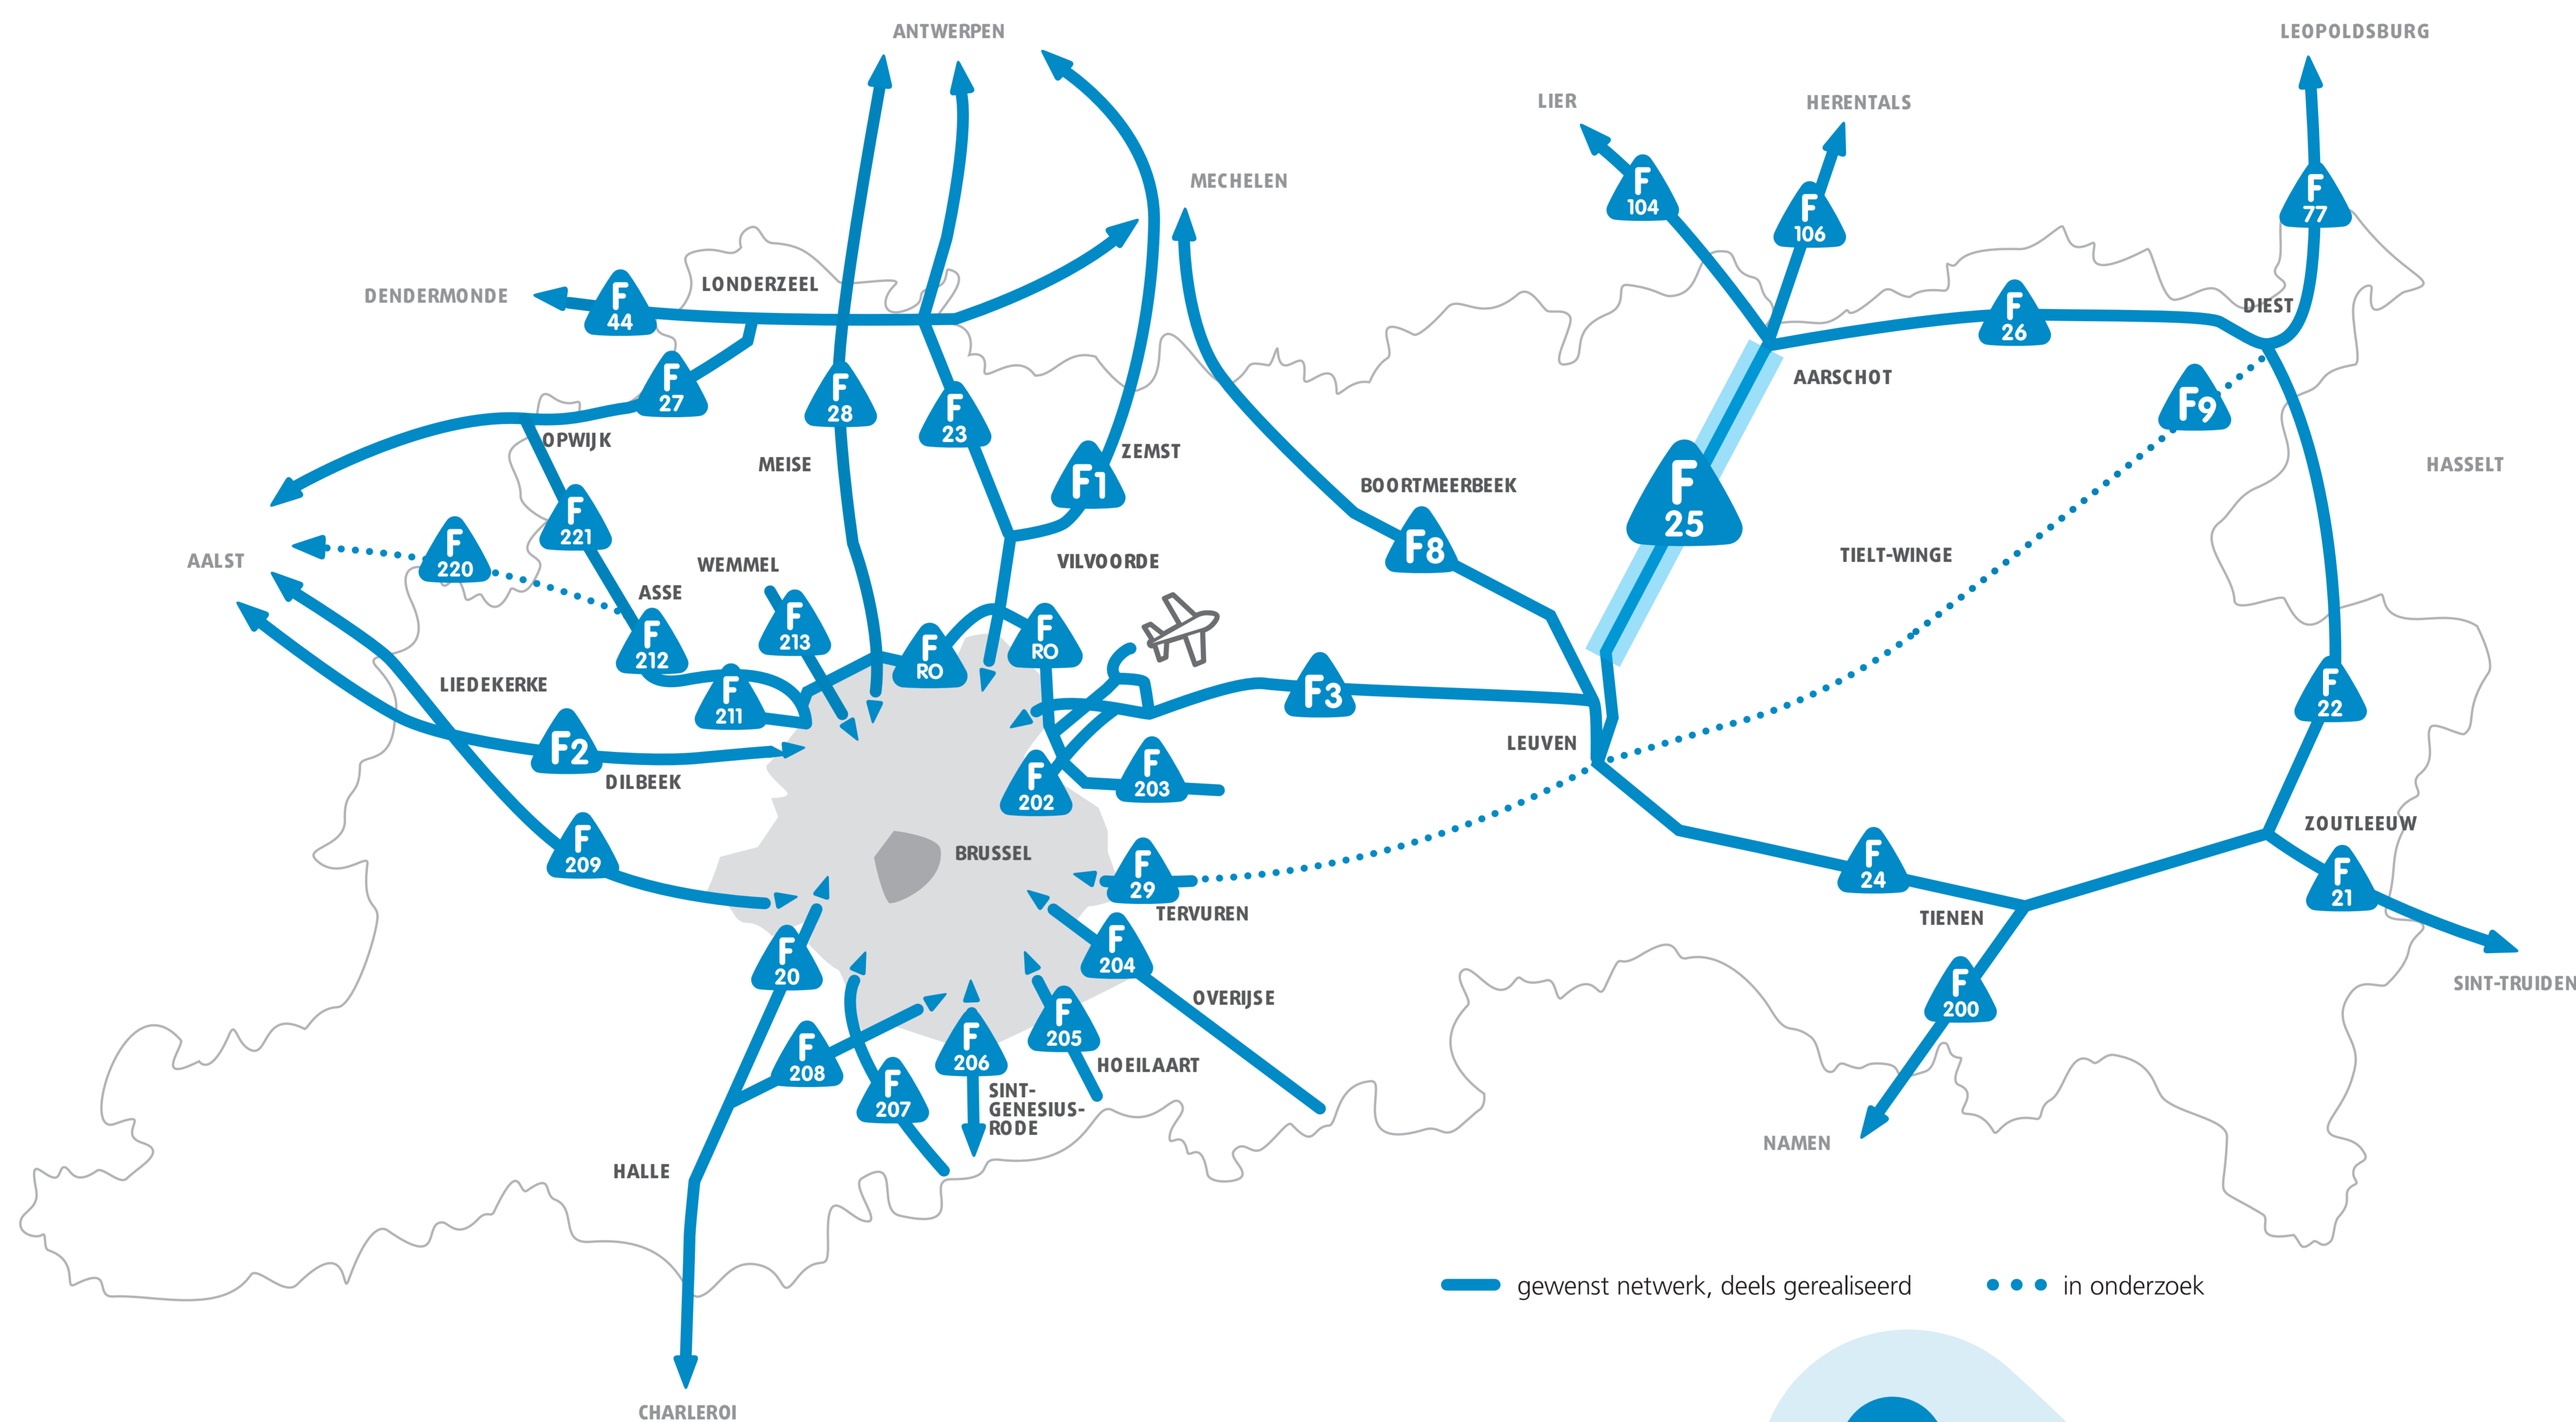 ANTWERPEN
LEOPOLDSBURG
LIER
HERENTALS
MECHELEN
F
104
F
106
F
77
DENDERMONDE
F
44
LONDERZEEL
DIEST
F
26
F
27
F
28
F
23
AARSCHOT
F9
OPWIJK
MEISE
ZEMST
F1
BOORTMEERBEEK
F
25
HASSELT
F
221
F
220
AALST
WEMMEL
VILVOORDE
F8
TIELT-WINGE
ASSE
F
212
F
213
F
RO
F
RO
LIEDEKERKE
F
211
F3
F
22
F2
DILBEEK
LEUVEN
F
202
F
203
F
209
BRUSSEL
ZOUTLEEUW
F
29
TERVUREN
F
24
F
21
TIENEN
F
20
F
204
SINT-TRUIDEN
OVERIJSE
F
200
F
208
F
206
F
205
HOEILAART
F
207
SINT-
GENESIUS-
RODE
NAMEN
HALLE
gewenst netwerk, deels gerealiseerd
in onderzoek
CHARLEROI